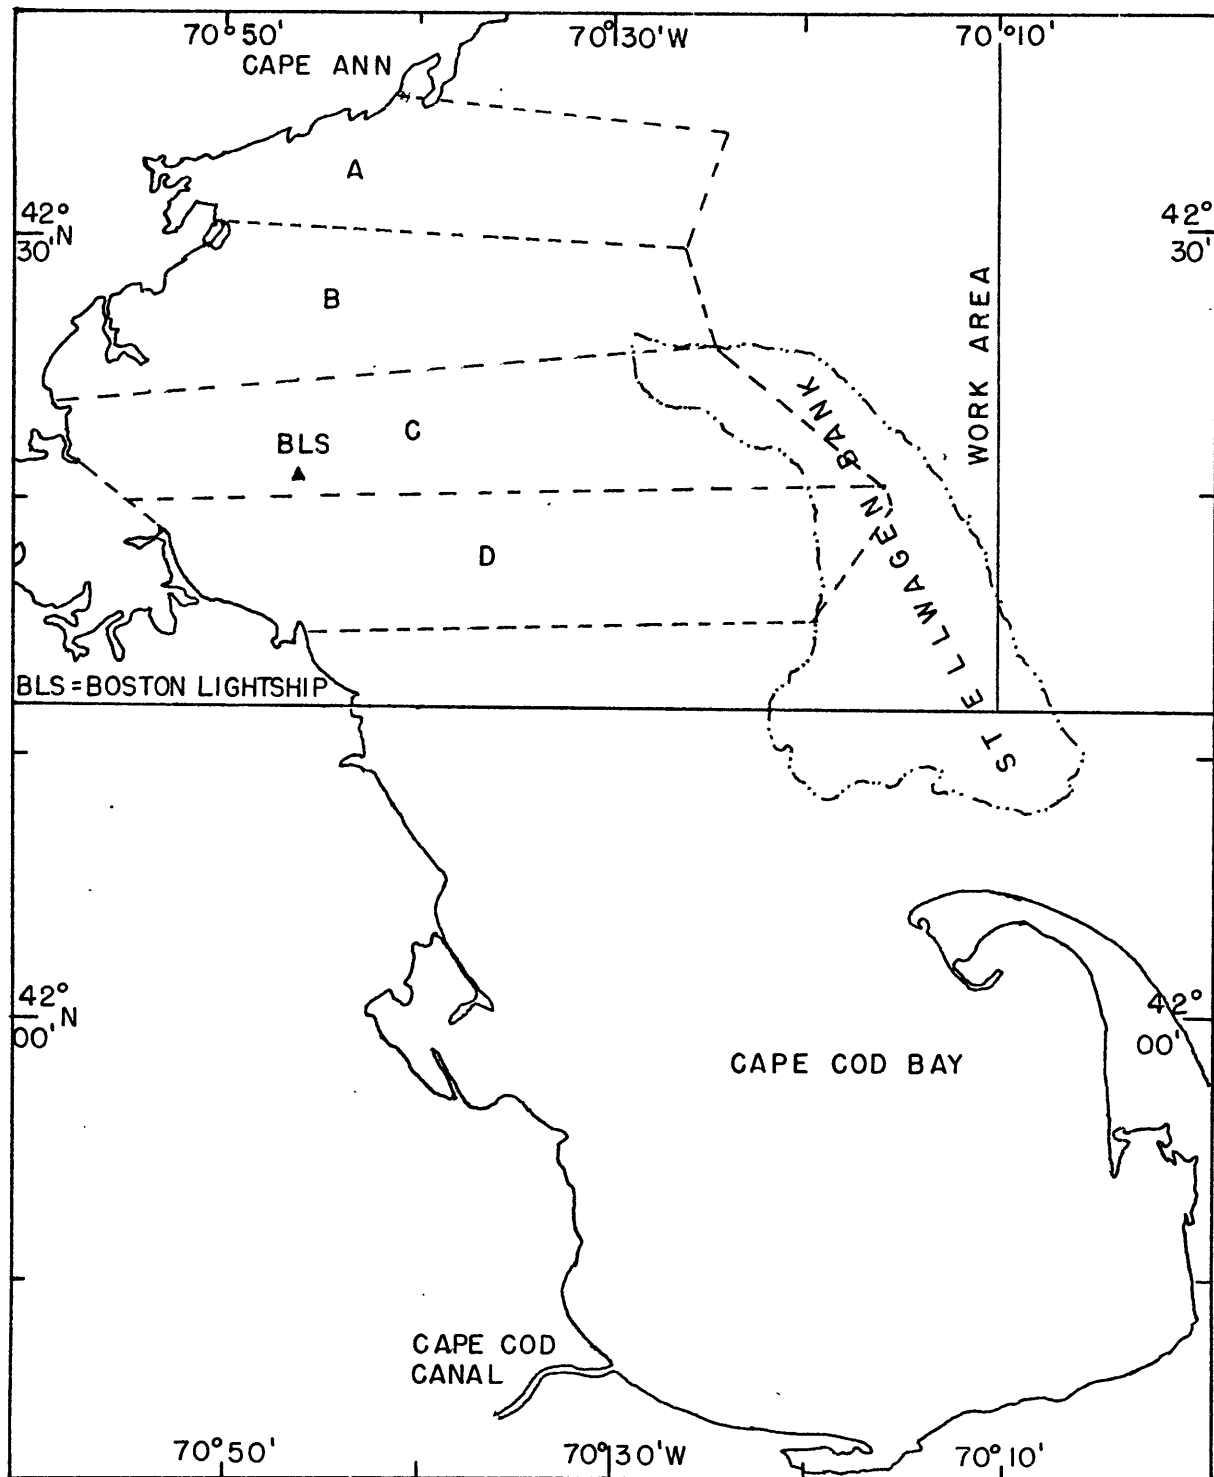 70°50' 70°30'W 70°10'
CAPE ANN
A
42°
30'N
42°
30'
B
WORK AREA
C
BLS
STELLWAGEN BANK
D
BLS=BOSTON LIGHTSHIP
42°
00'N
42°
00'
CAPE COD BAY
CAPE COD
CANAL
70°50' 70°30'W 70°10'